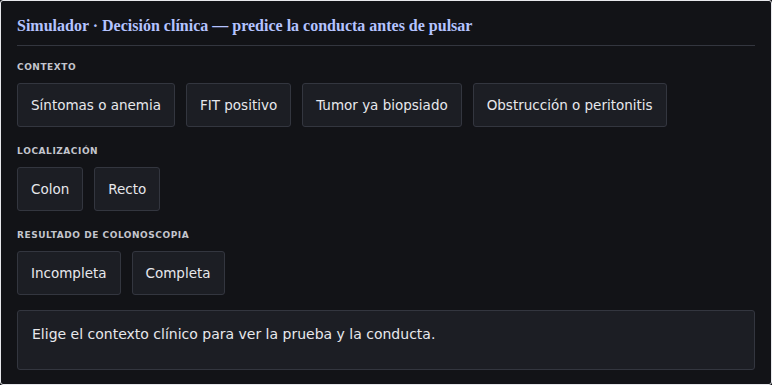 Simulador · Decisión clínica — predice la conducta antes de pulsar
CONTEXTO
Síntomas o anemia FIT positivo Tumor ya biopsiado Obstrucción o peritonitis
LOCALIZACIÓN
Colon Recto
RESULTADO DE COLONOSCOPIA
Incompleta Completa
Elige el contexto clínico para ver la prueba y la conducta.